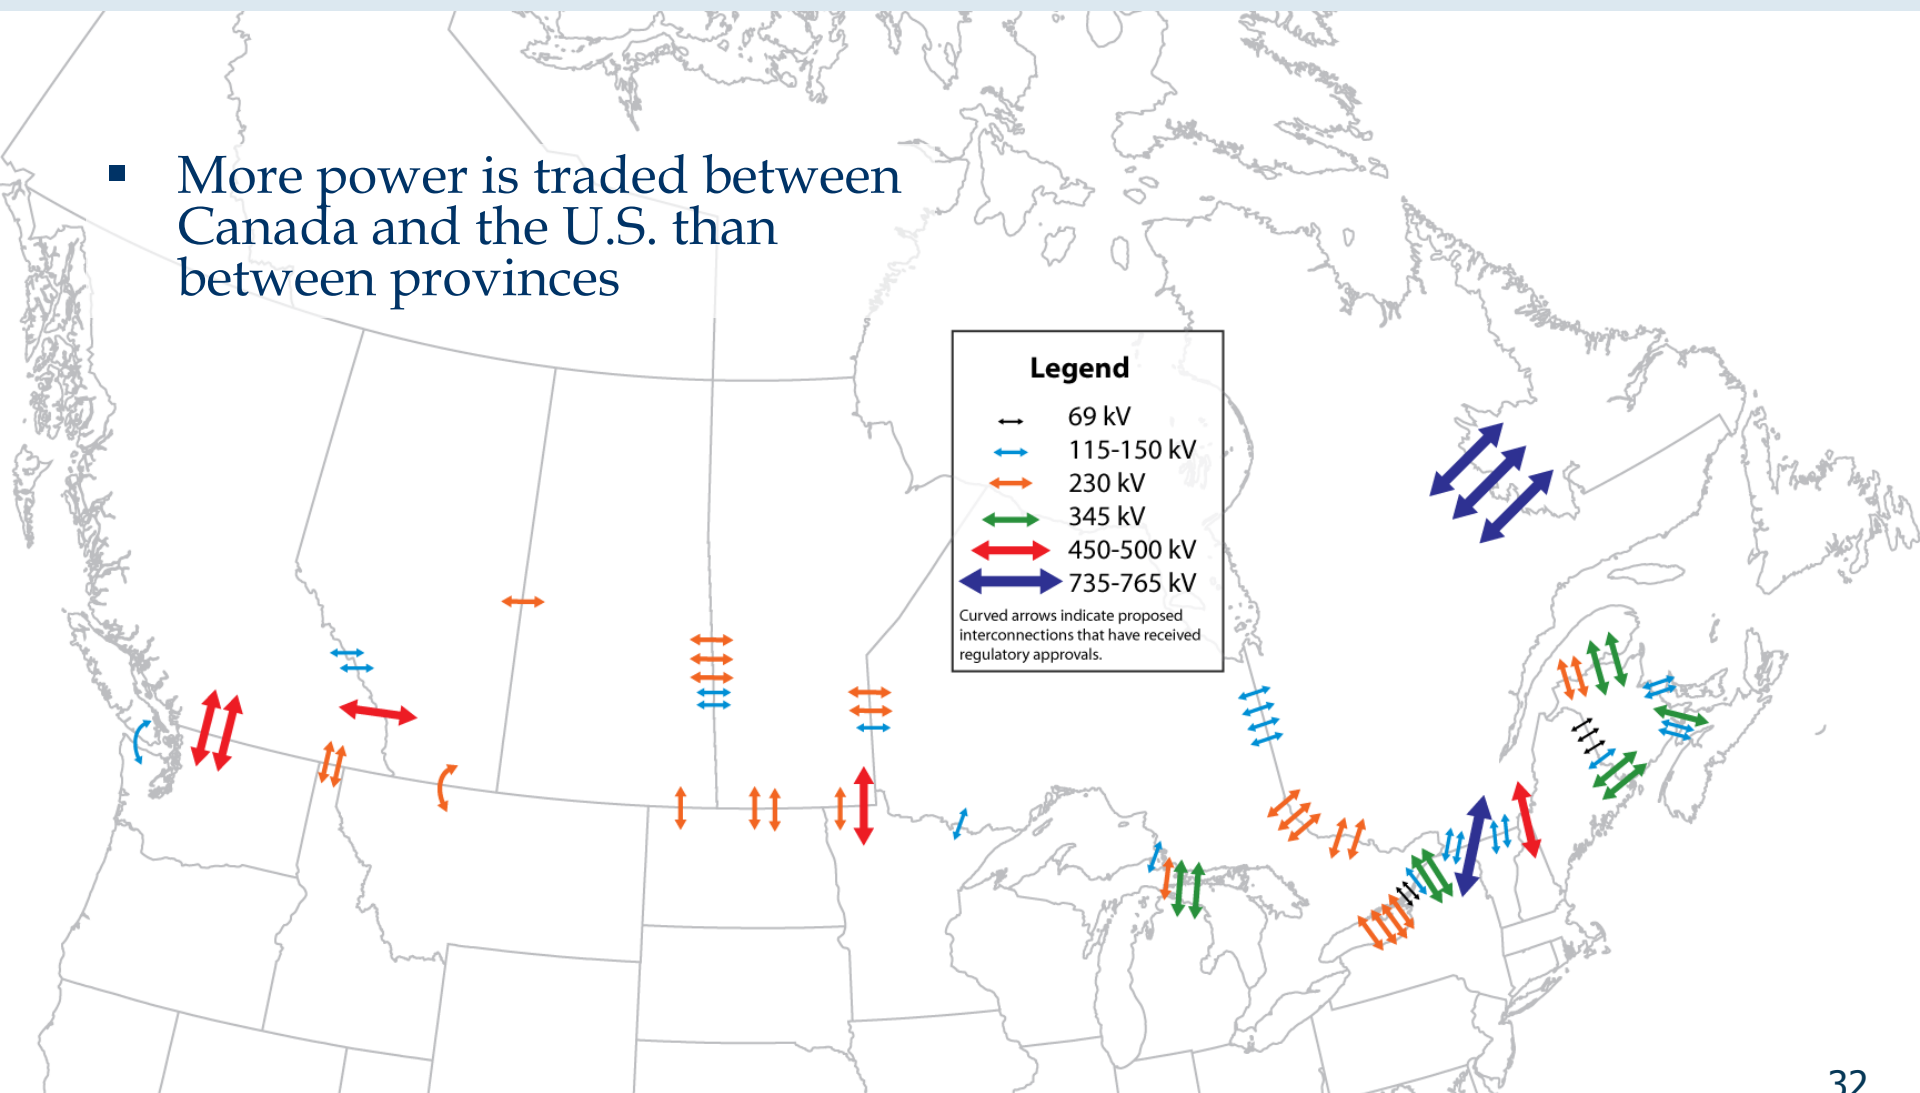 ▪ More power is traded between
Canada and the U.S. than
between provinces
Legend
69 kV
115-150 kV
230 kV
345 kV
450-500 kV
735-765 kV
Curved arrows indicate proposed
interconnections that have received
regulatory approvals.
32